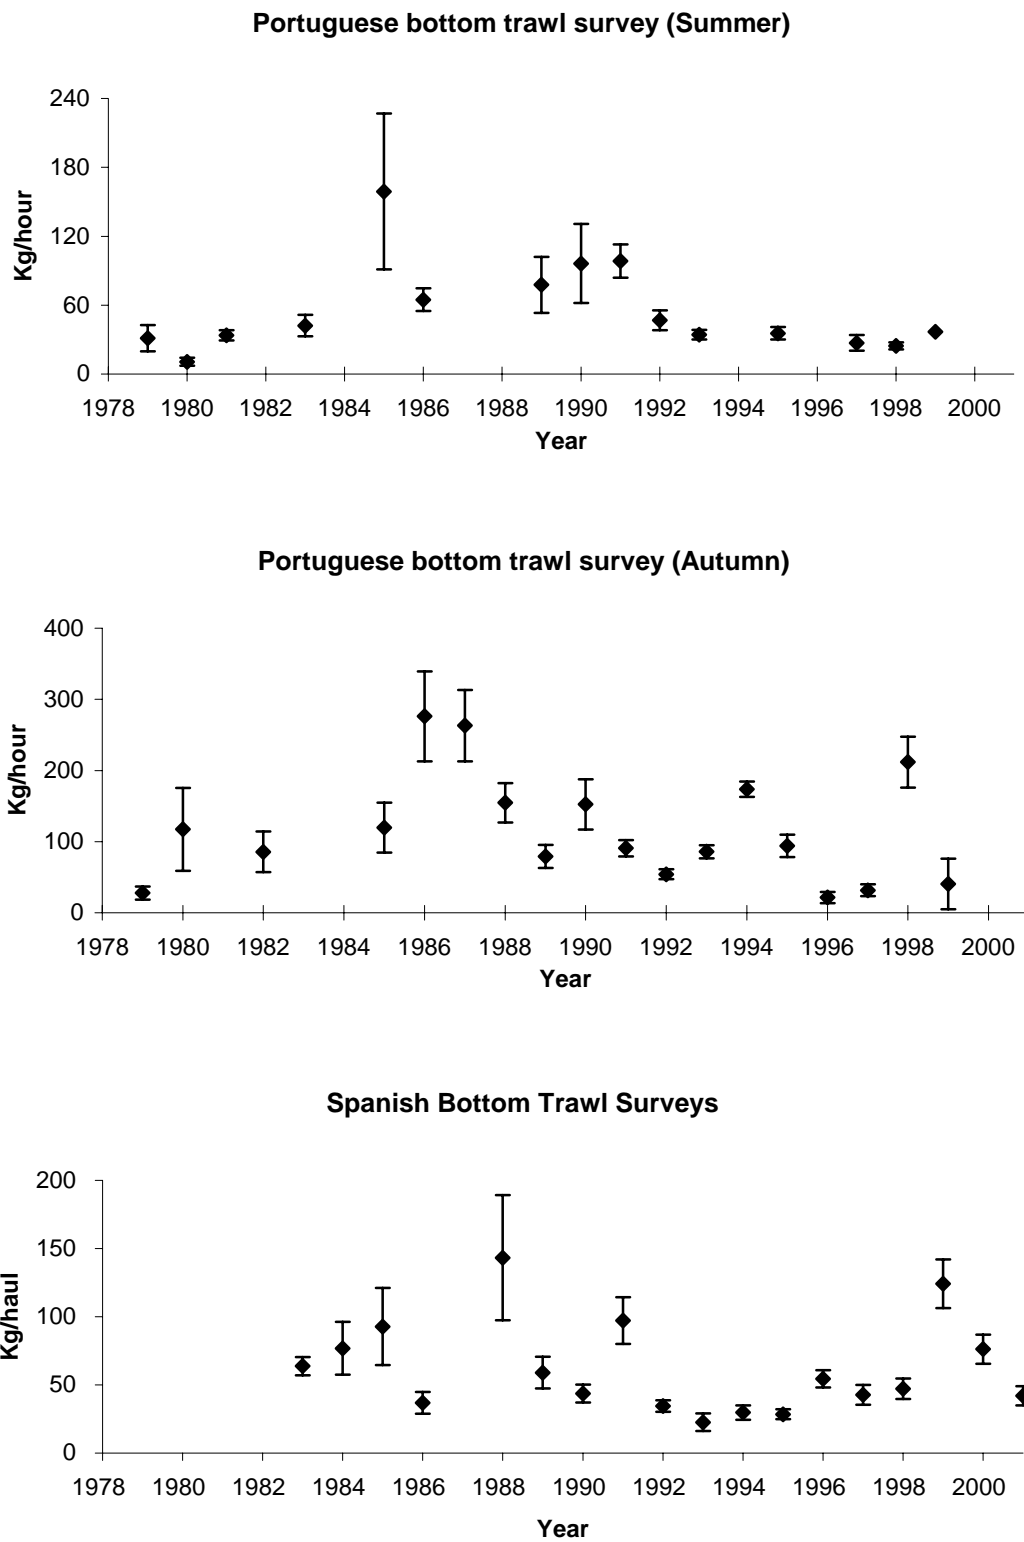 Portuguese bottom trawl survey (Summer)
240
180
120
60
0
Kg/hour
1978 1980 1982 1984 1986 1988 1990 1992 1994 1996 1998 2000
Year
Portuguese bottom trawl survey (Autumn)
400
300
200
100
0
Kg/hour
1978 1980 1982 1984 1986 1988 1990 1992 1994 1996 1998 2000
Year
Spanish Bottom Trawl Surveys
200
150
100
50
0
Kg/haul
1978 1980 1982 1984 1986 1988 1990 1992 1994 1996 1998 2000
Year